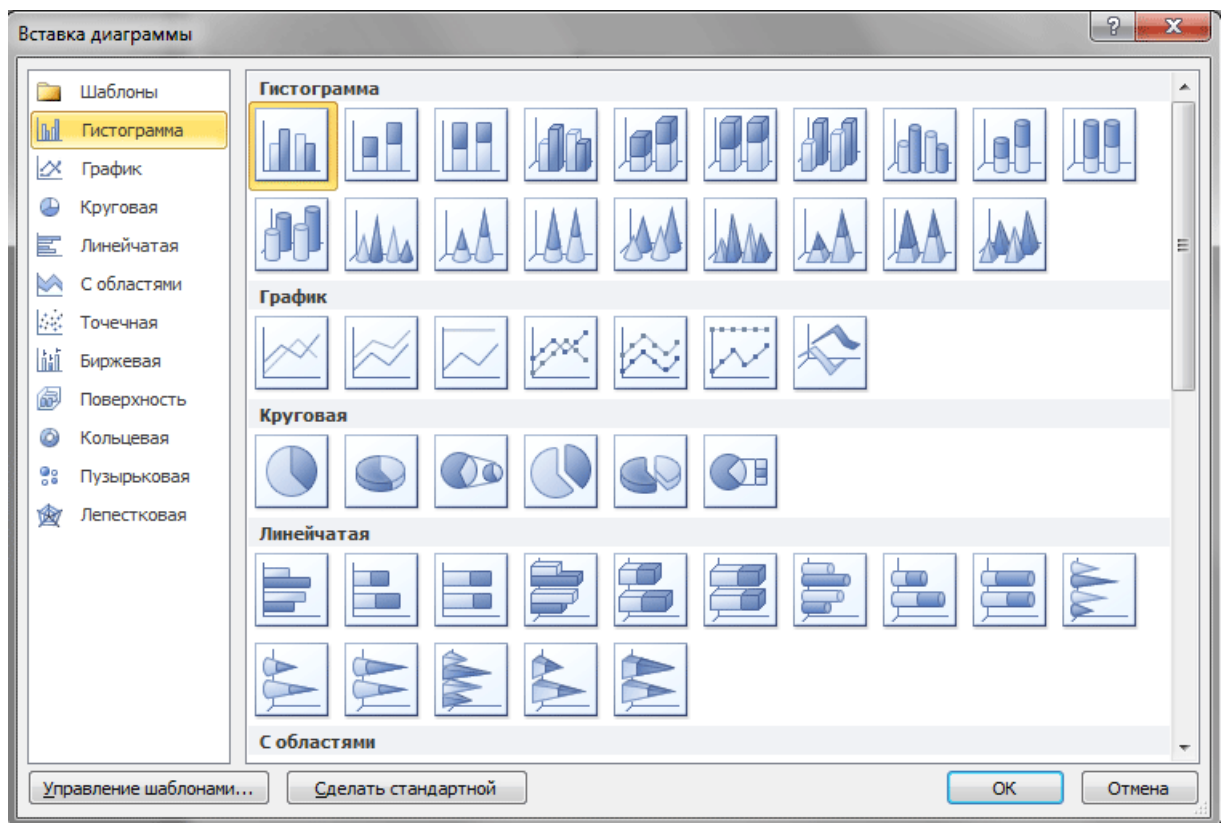 Вставка диаграммы
Шаблоны
Гистограмма
График
Круговая
Линейчатая
С областями
Точечная
Биржевая
Поверхность
Кольцевая
Пузырьковая
Лепестковая
Гистограмма
График
Круговая
Линейчатая
С областями
Управление шаблонами...
Сделать стандартной
ОК
Отмена